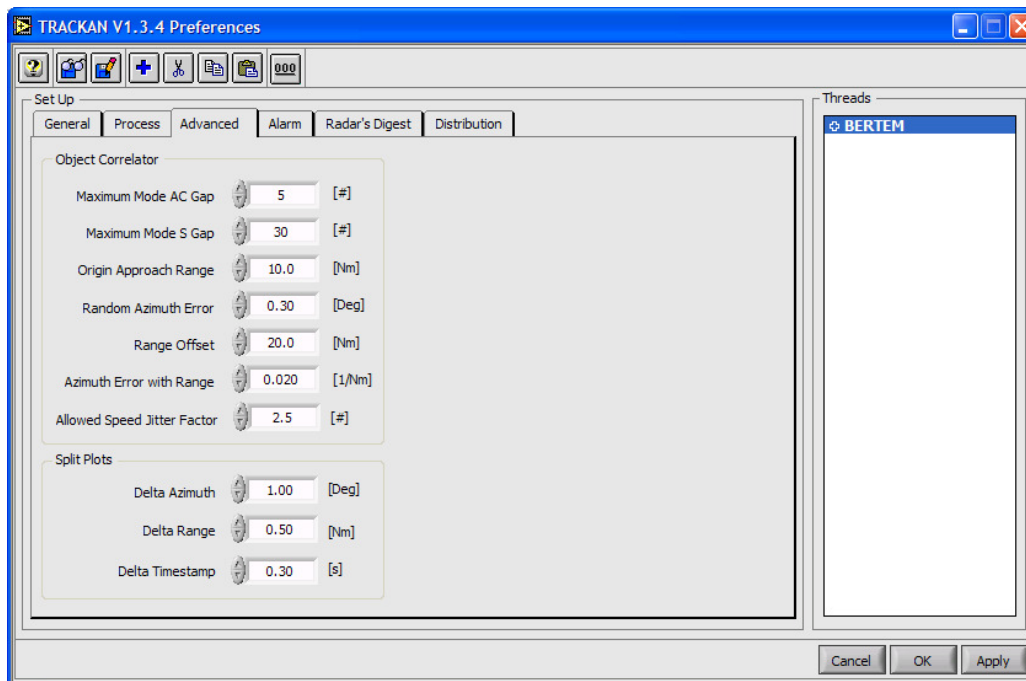 TRACKAN V1.3.4 Preferences
000
Set Up
General Process Advanced Alarm Radar's Digest Distribution
Object Correlator
Maximum Mode AC Gap 5 [#]
Maximum Mode S Gap 30 [#]
Origin Approach Range 10.0 [Nm]
Random Azimuth Error 0.30 [Deg]
Range Offset 20.0 [Nm]
Azimuth Error with Range 0.020 [1/Nm]
Allowed Speed Jitter Factor 2.5 [#]
Split Plots
Delta Azimuth 1.00 [Deg]
Delta Range 0.50 [Nm]
Delta Timestamp 0.30 [s]
Threads
BERTEM
Cancel OK Apply